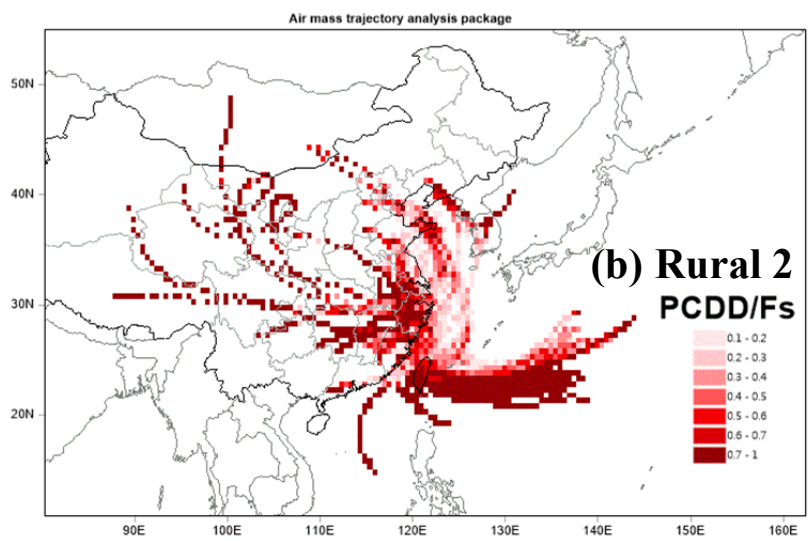 Air mass trajectory analysis package
50N
40N
(b) Rural 2
30N
PCDD/Fs
0.1 - 0.2
0.2 - 0.3
0.3 - 0.4
0.4 - 0.5
0.5 - 0.6
0.6 - 0.7
0.7 - 1
20N
90E 100E 110E 120E 130E 140E 150E 160E